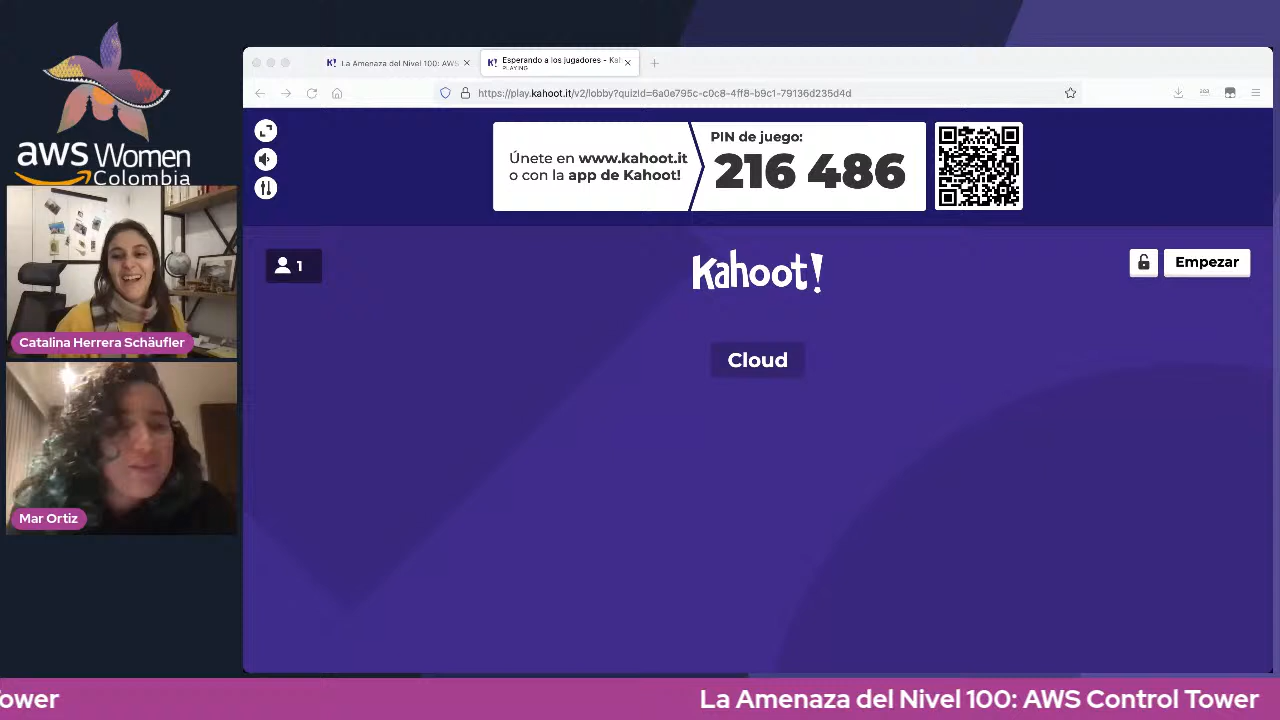 aws Women
Colombia
Catalina Herrera Schäufler
Mar Ortiz
La Amenaza del Nivel 100: AWS
Esperando a los jugadores - Kal
PLAYING
https://play.kahoot.it/v2/lobby?quizId=6a0e795c-c0c8-4ff8-b9c1-79136d235d4d
Únete en www.kahoot.it
o con la app de Kahoot!
PIN de juego:
216 486
1
Kahoot!
Empezar
Cloud
ower
La Amenaza del Nivel 100: AWS Control Tower